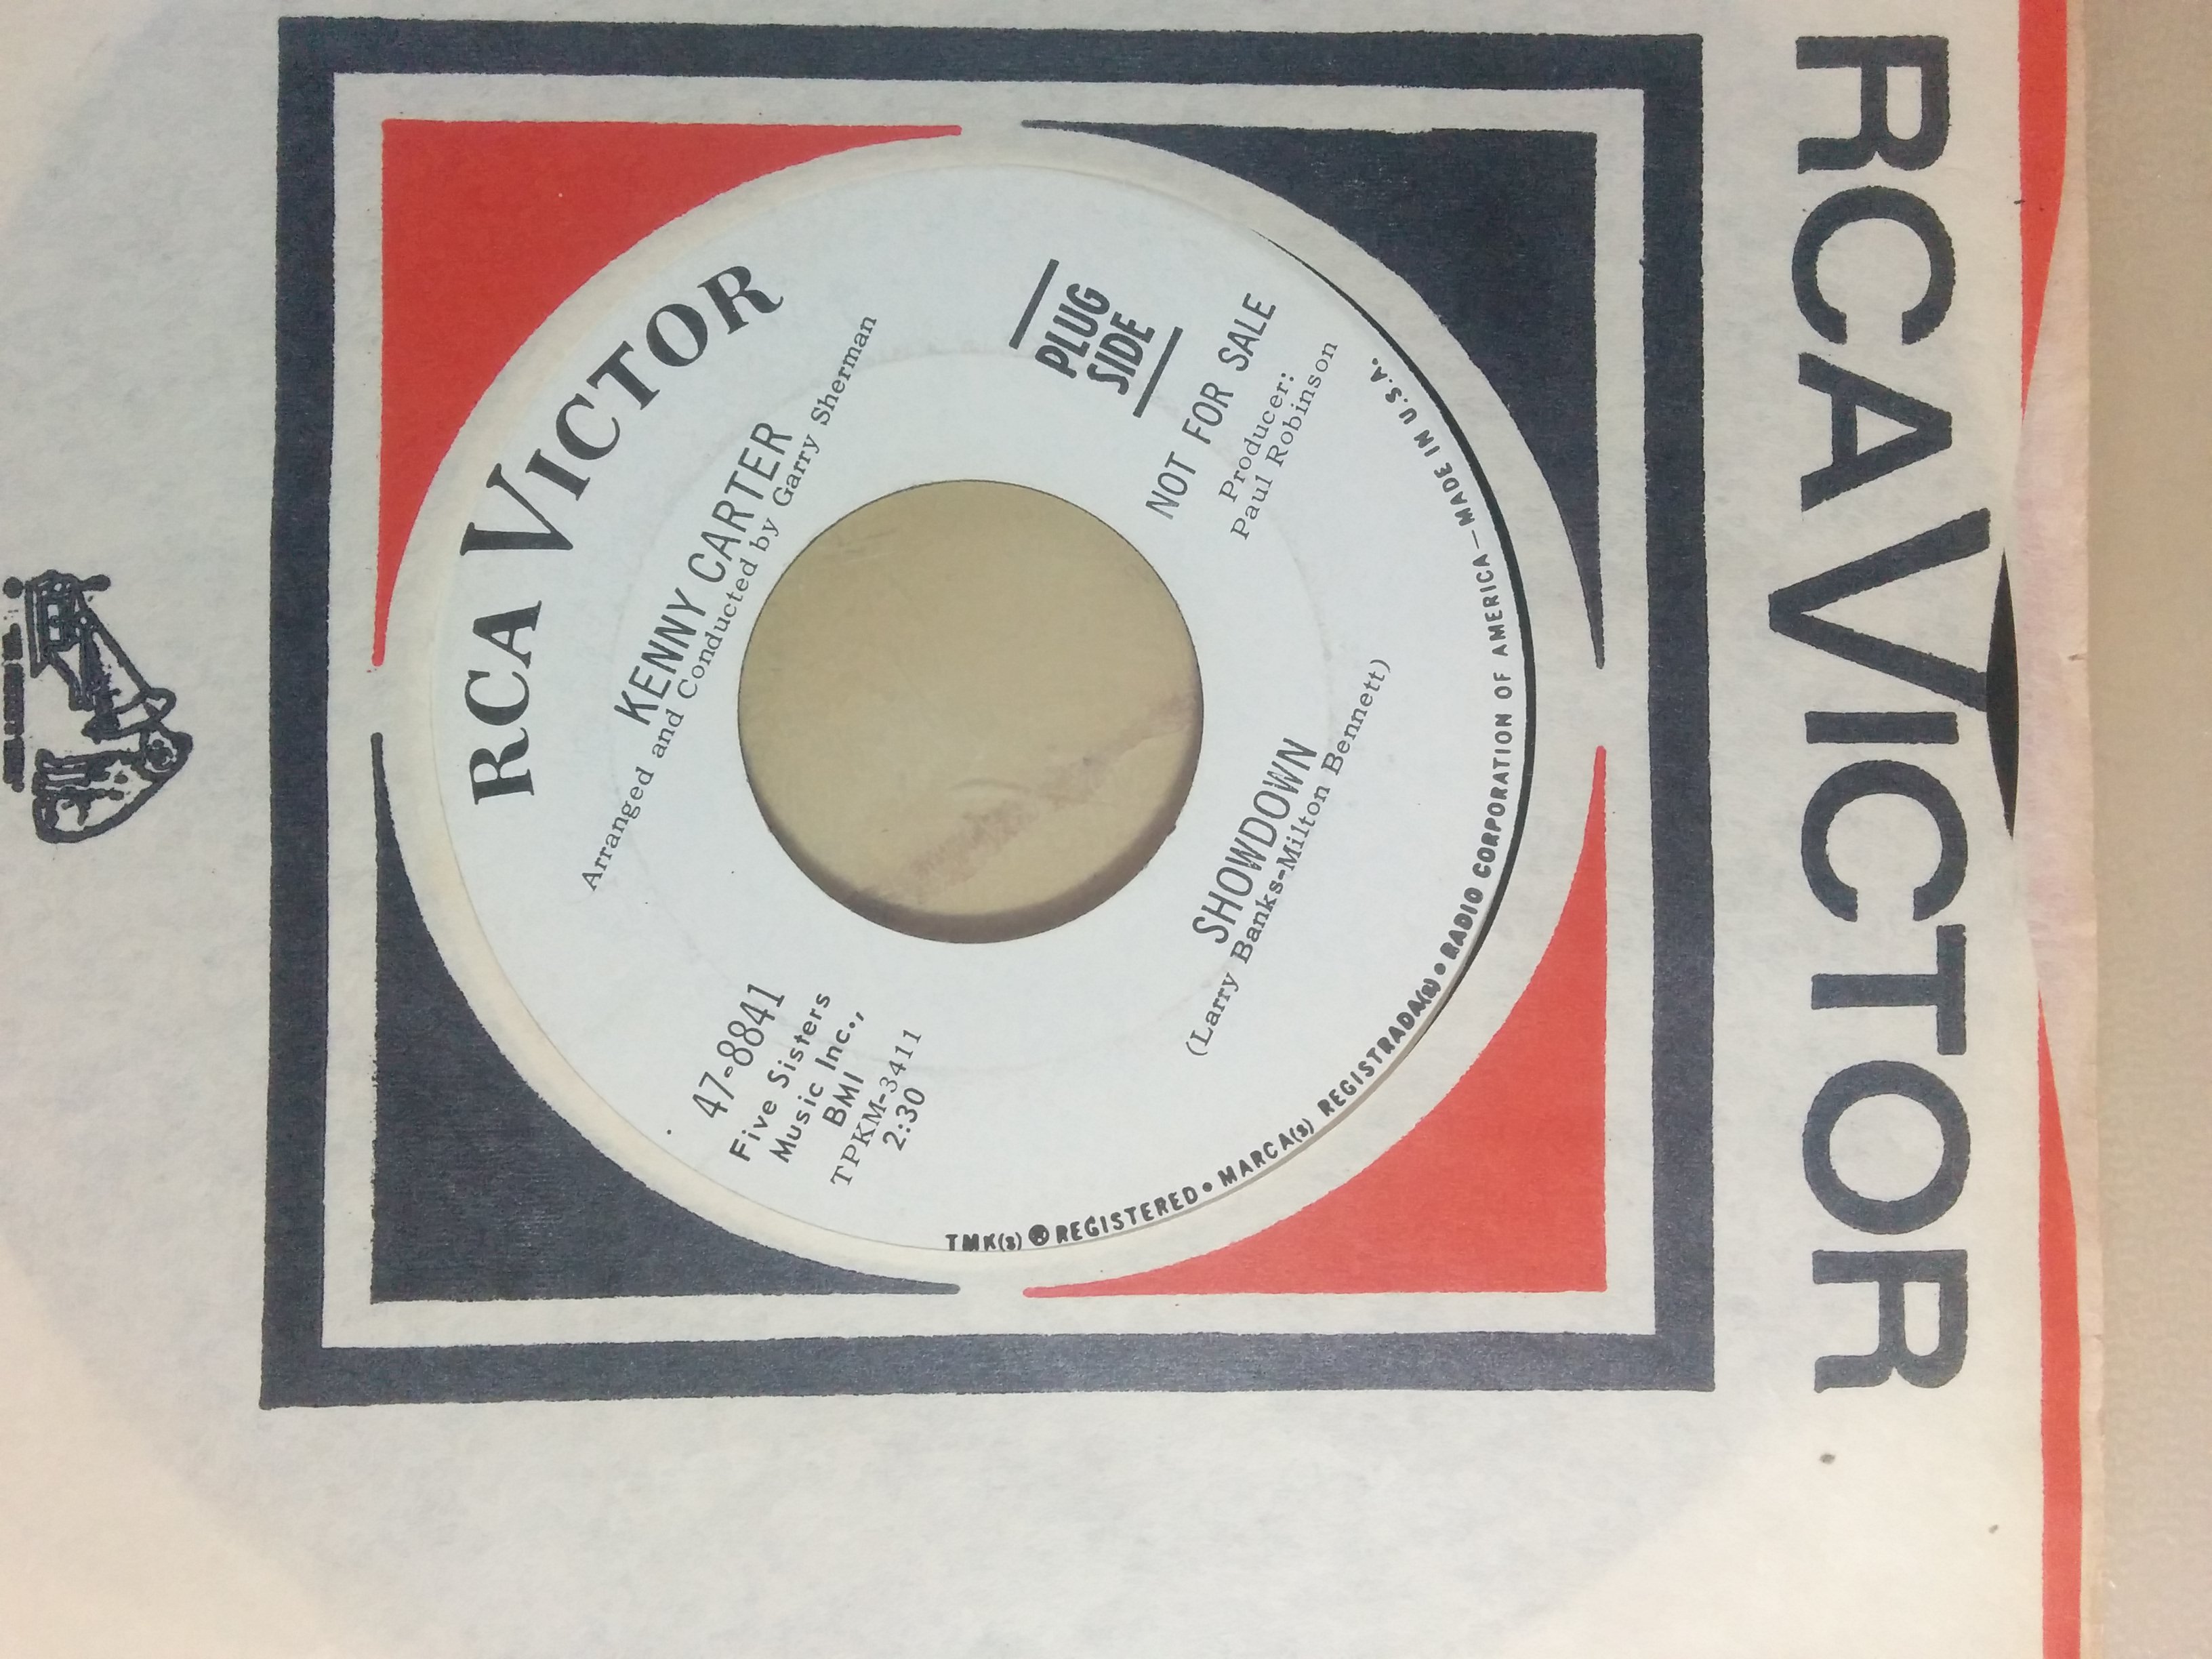 RCA VICTOR
RCA VICTOR
KENNY CARTER
Arranged and Conducted by Garry Sherman
47-8841
Five Sisters
Music Inc.,
BMI
TPKM-3411
2:30
PLUG
SIDE
NOT FOR SALE
Producer:
Paul Robinson
SHOWDOWN
(Larry Banks-Milton Bennett)
TMK(s) ® REGISTERED • MARCA(s) REGISTRADA(s) • RADIO CORPORATION OF AMERICA — MADE IN U.S.A.